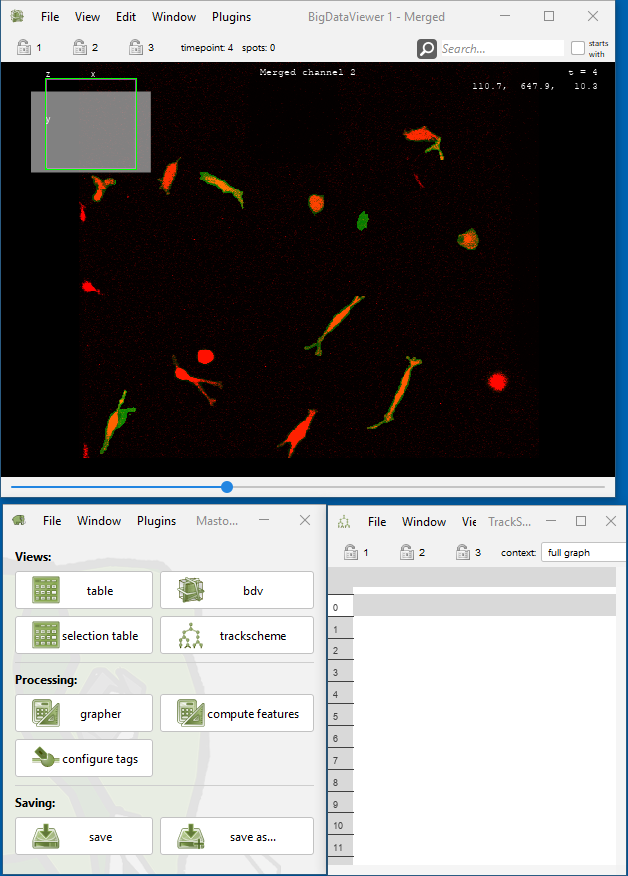 File View Edit Window Plugins BigDataViewer 1 - Merged
1 2 3 timepoint: 4 spots: 0 Search... starts with
z x Merged channel 2 t = 4
110.7, 647.9, 10.3
y
File Window Plugins Masto...
Views:
table bdv
selection table trackscheme
Processing:
grapher compute features
configure tags
Saving:
save save as...
File Window Vie TrackS...
1 2 3 context: full graph
0
1
2
3
4
5
6
7
8
9
10
11